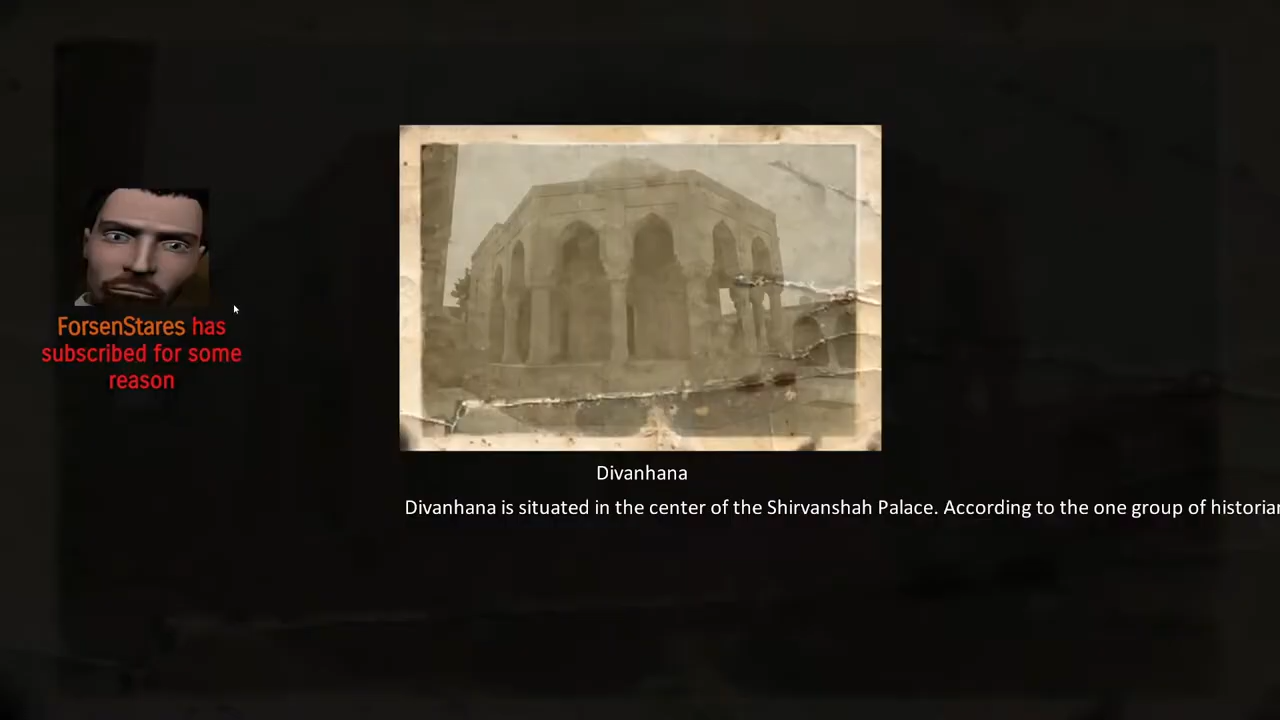 ForsenStares has
subscribed for some
reason
Divanhana
Divanhana is situated in the center of the Shirvanshah Palace. According to the one group of historian